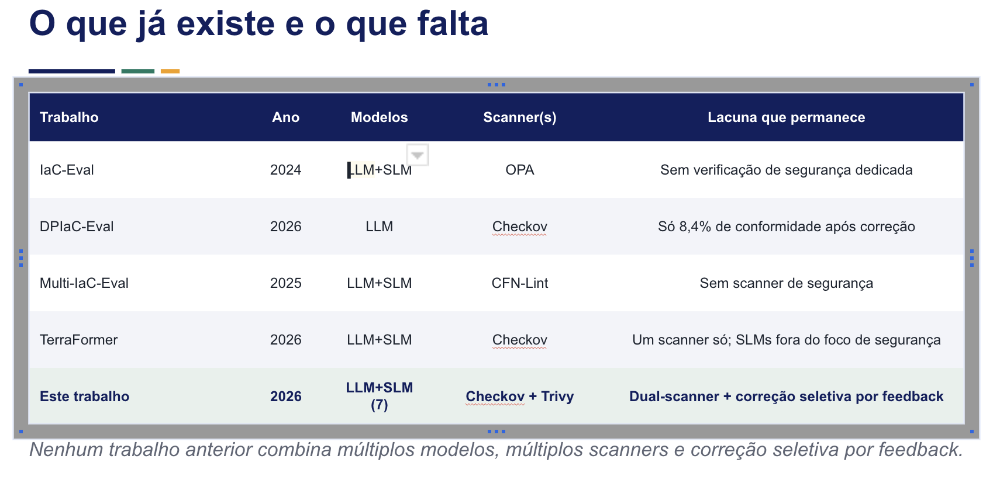 O que já existe e o que falta
Trabalho Ano Modelos Scanner(s) Lacuna que permanece
IaC-Eval 2024 LLM+SLM OPA Sem verificação de segurança dedicada
DPIaC-Eval 2026 LLM Checkov Só 8,4% de conformidade após correção
Multi-IaC-Eval 2025 LLM+SLM CFN-Lint Sem scanner de segurança
TerraFormer 2026 LLM+SLM Checkov Um scanner só; SLMs fora do foco de segurança
Este trabalho 2026 LLM+SLM (7) Checkov + Trivy Dual-scanner + correção seletiva por feedback
Nenhum trabalho anterior combina múltiplos modelos, múltiplos scanners e correção seletiva por feedback.